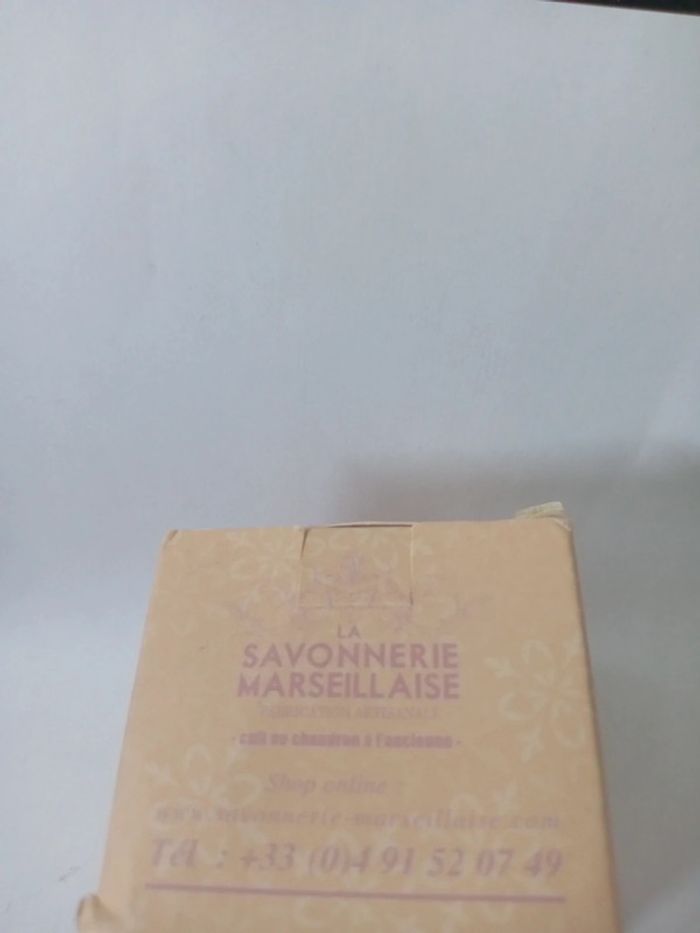 LA
SAVONNERIE
MARSEILLAISE
FABRICATION ARTISANALE
- cuit au chaudron à l'ancienne -
Shop online :
www.savonnerie-marseillaise.com
Tél : +33 (0)4 91 52 07 49